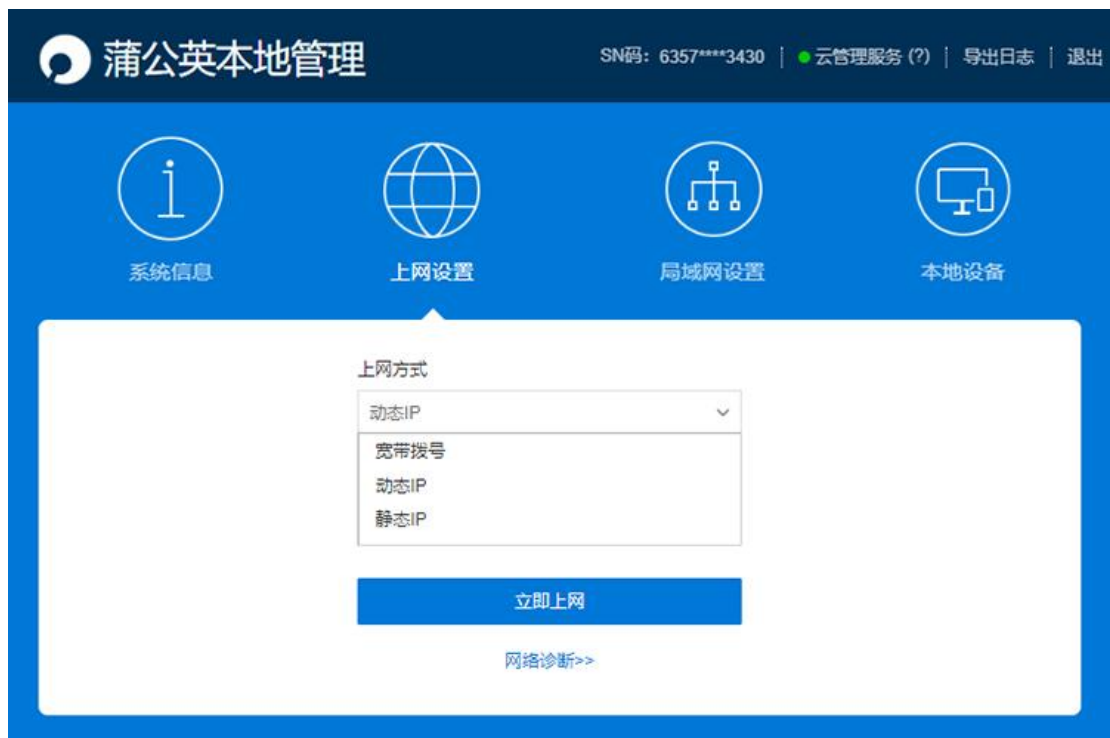 蒲公英本地管理
SN码：6357****3430 | 云管理服务 (?) | 导出日志 | 退出
系统信息 上网设置 局域网设置 本地设备
上网方式
动态IP
宽带拨号
动态IP
静态IP
立即上网
网络诊断>>